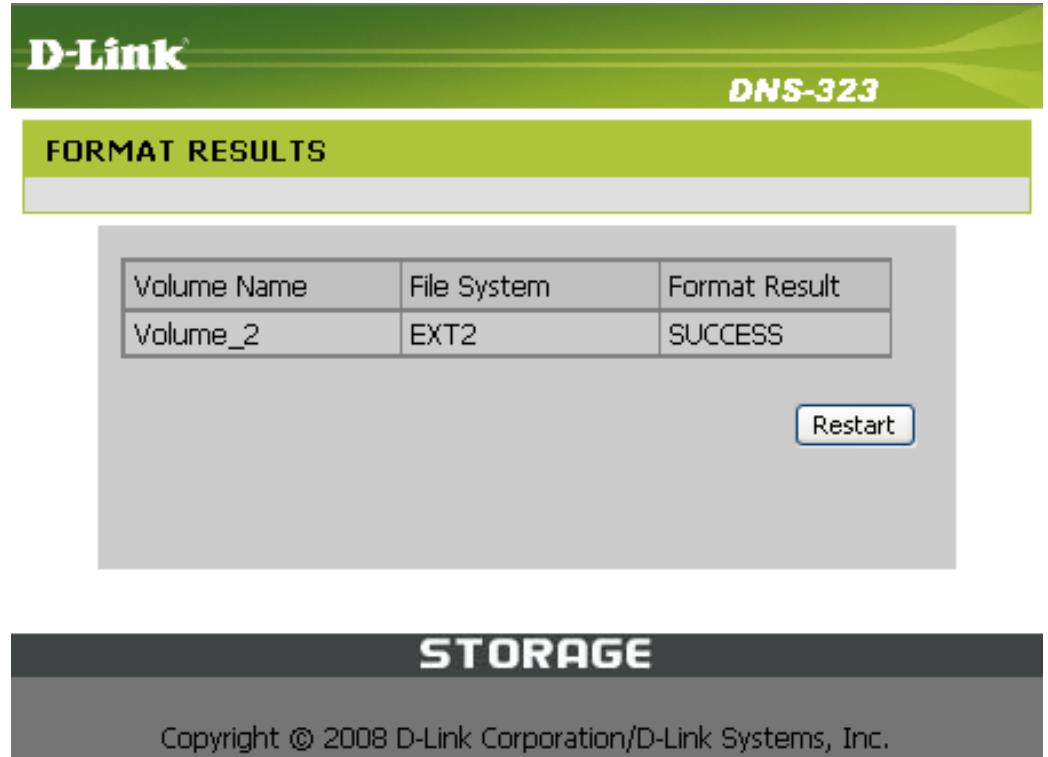 D-Link
DNS-323
FORMAT RESULTS
Volume Name File System Format Result
Volume_2 EXT2 SUCCESS
Restart
STORAGE
Copyright © 2008 D-Link Corporation/D-Link Systems, Inc.